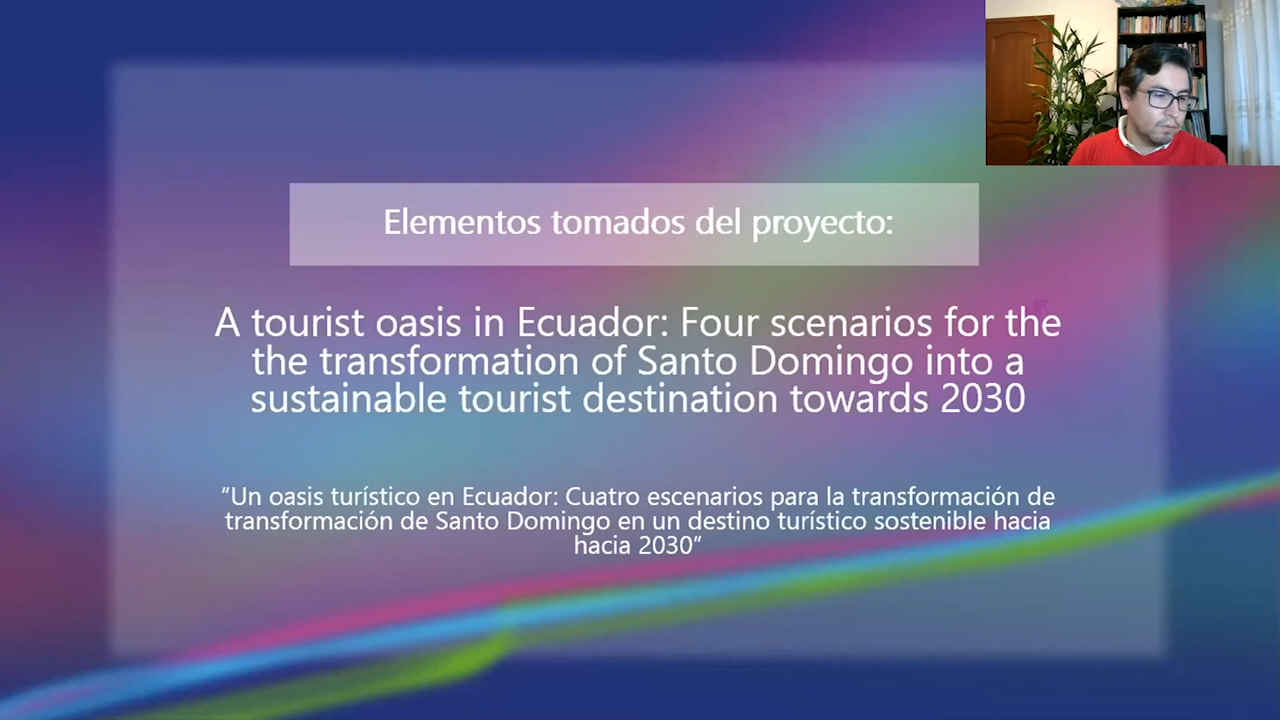 Elementos tomados del proyecto:
A tourist oasis in Ecuador: Four scenarios for the
the transformation of Santo Domingo into a
sustainable tourist destination towards 2030
"Un oasis turístico en Ecuador: Cuatro escenarios para la transformación de
transformación de Santo Domingo en un destino turístico sostenible hacia
hacia 2030"